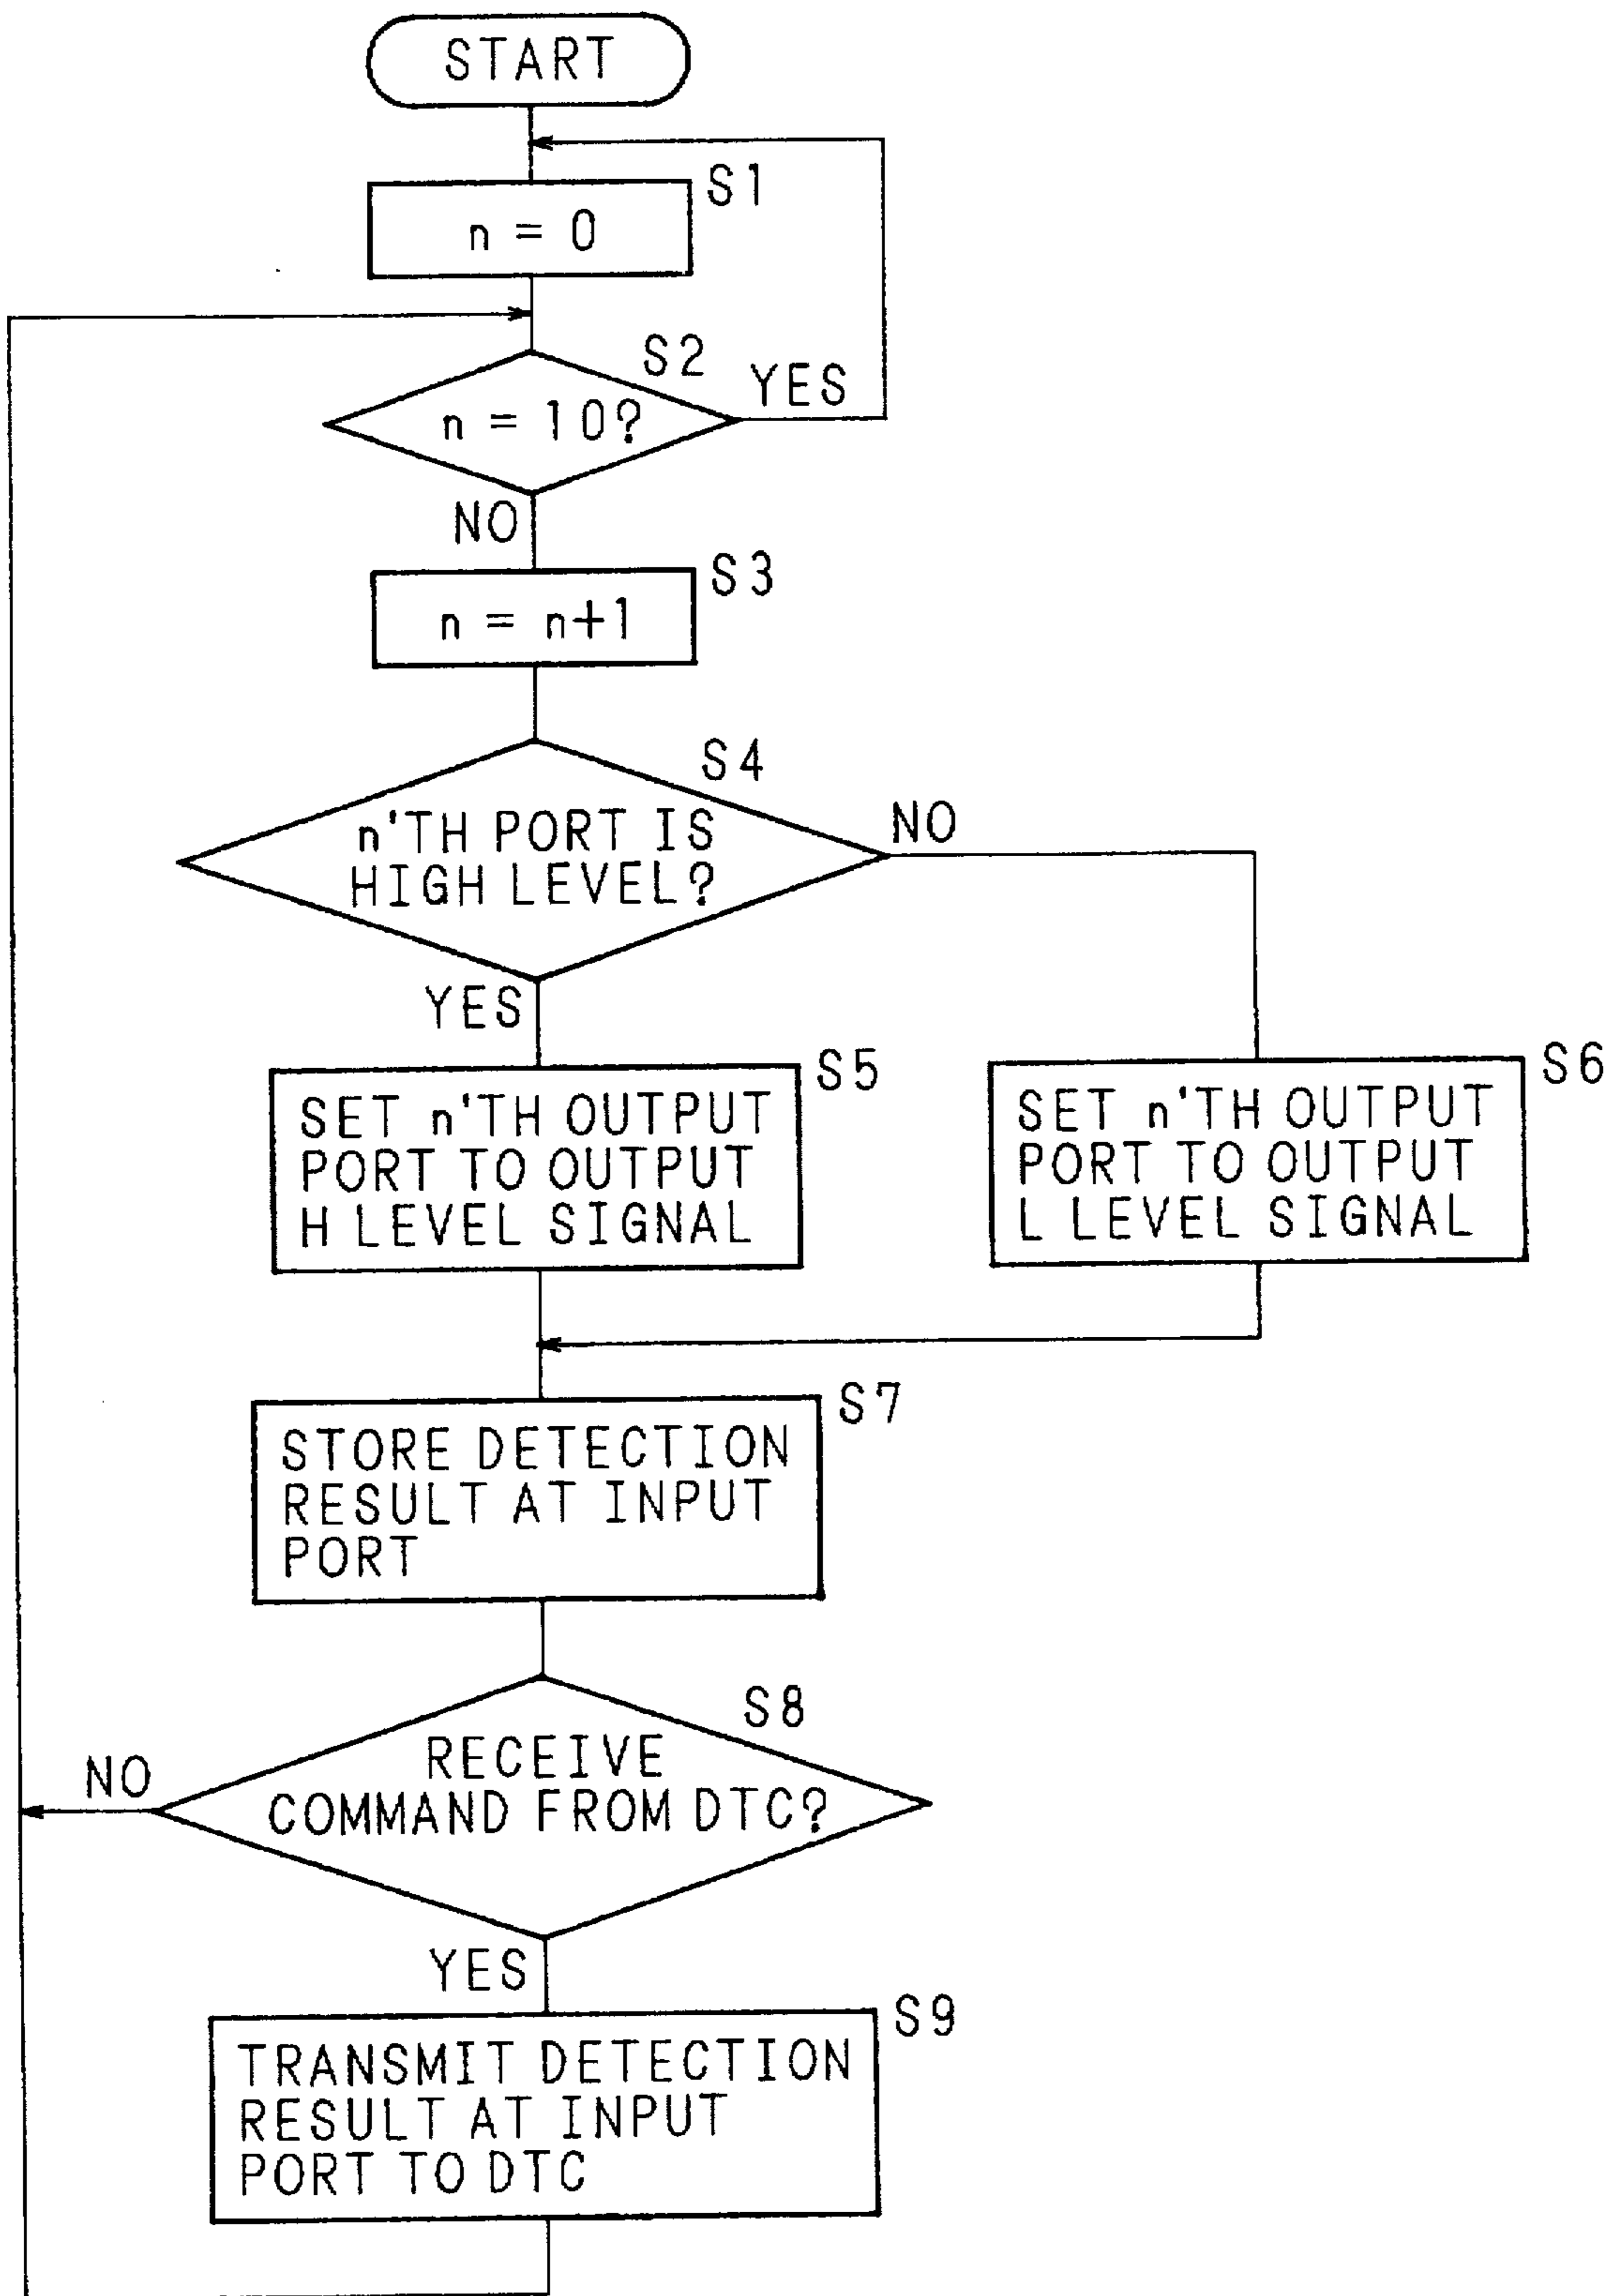 START
S1
n = 0
S2
YES
n = 10?
NO
S3
n = n+1
S4
NO
n'TH PORT IS
HIGH LEVEL?
YES
S5
SET n'TH OUTPUT
PORT TO OUTPUT
H LEVEL SIGNAL
S6
SET n'TH OUTPUT
PORT TO OUTPUT
L LEVEL SIGNAL
S7
STORE DETECTION
RESULT AT INPUT
PORT
S8
NO
RECEIVE
COMMAND FROM DTC?
YES
S9
TRANSMIT DETECTION
RESULT AT INPUT
PORT TO DTC